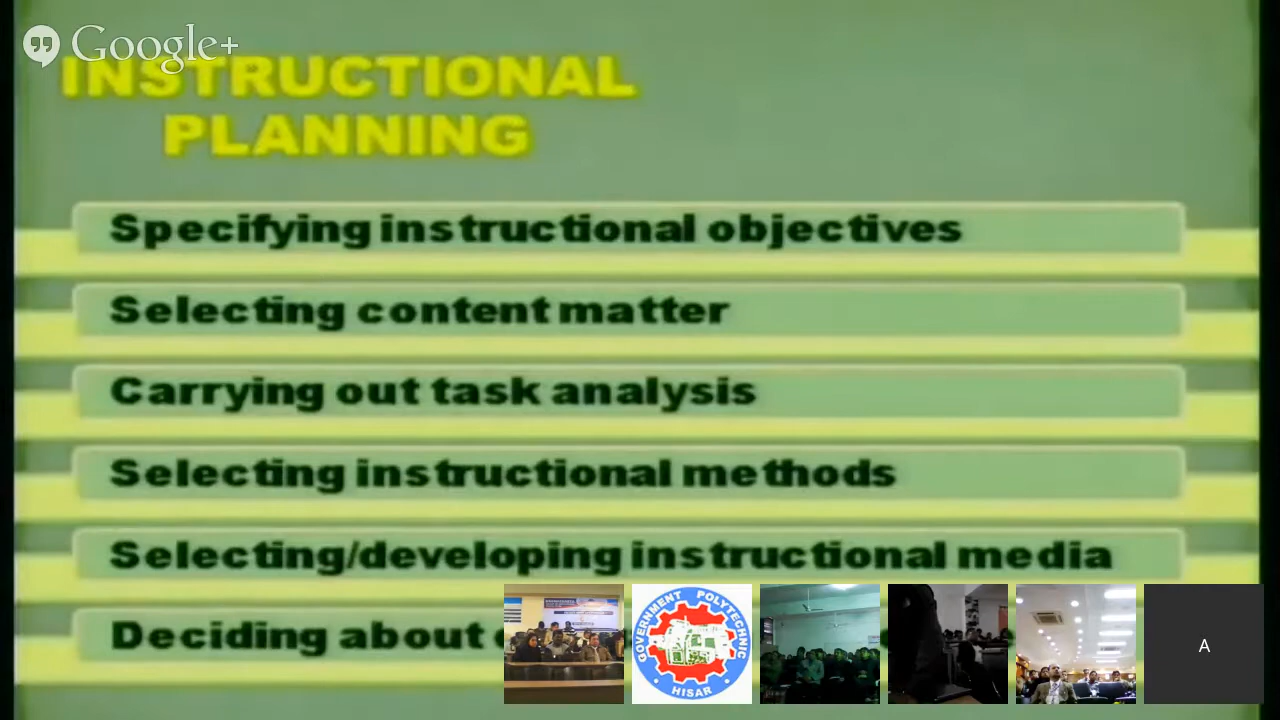 Google+
INSTRUCTIONAL
PLANNING
Specifying instructional objectives
Selecting content matter
Carrying out task analysis
Selecting instructional methods
Selecting/developing instructional media
Deciding about
GOVERNMENT POLYTECHNIC
HISAR
A